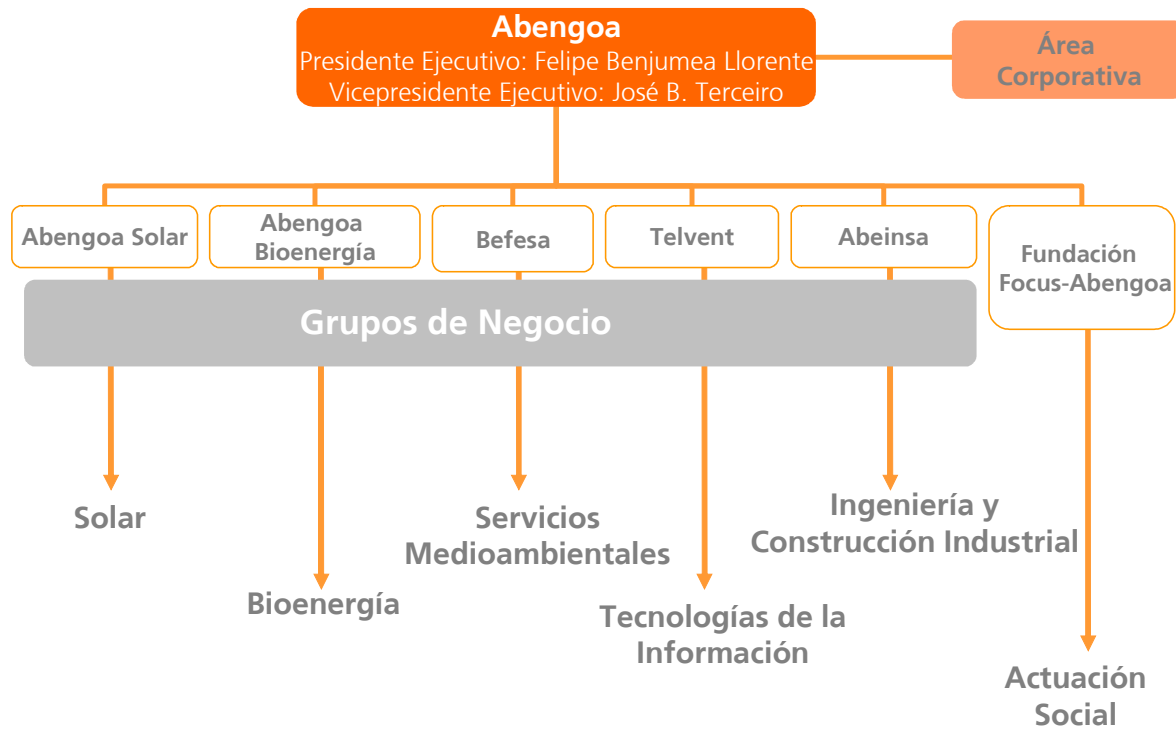 Abengoa
Presidente Ejecutivo: Felipe Benjumea Llorente
Vicepresidente Ejecutivo: José B. Terceiro
Área
Corporativa
Abengoa Solar
Abengoa
Bioenergía
Befesa
Telvent
Abeinsa
Fundación
Focus-Abengoa
Grupos de Negocio
Solar
Bioenergía
Servicios
Medioambientales
Tecnologías de la
Información
Ingeniería y
Construcción Industrial
Actuación
Social